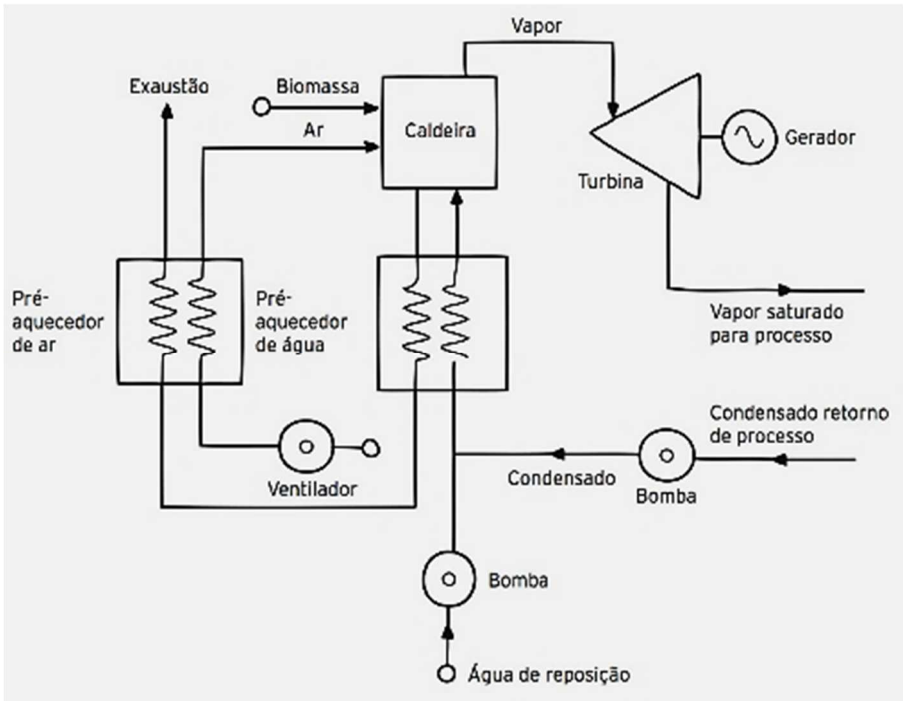 Vapor
Exaustão
Biomassa
Ar
Caldeira
Gerador
Turbina
Pré-
aquecedor
de ar
Pré-
aquecedor
de água
Vapor saturado
para processo
Condensado retorno
de processo
Condensado
Bomba
Ventilador
Bomba
Água de reposição